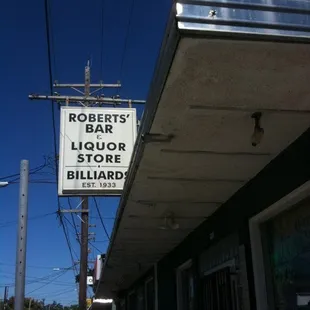 ROBERTS'
BAR
&
LIQUOR
STORE
BILLIARDS
EST. 1933